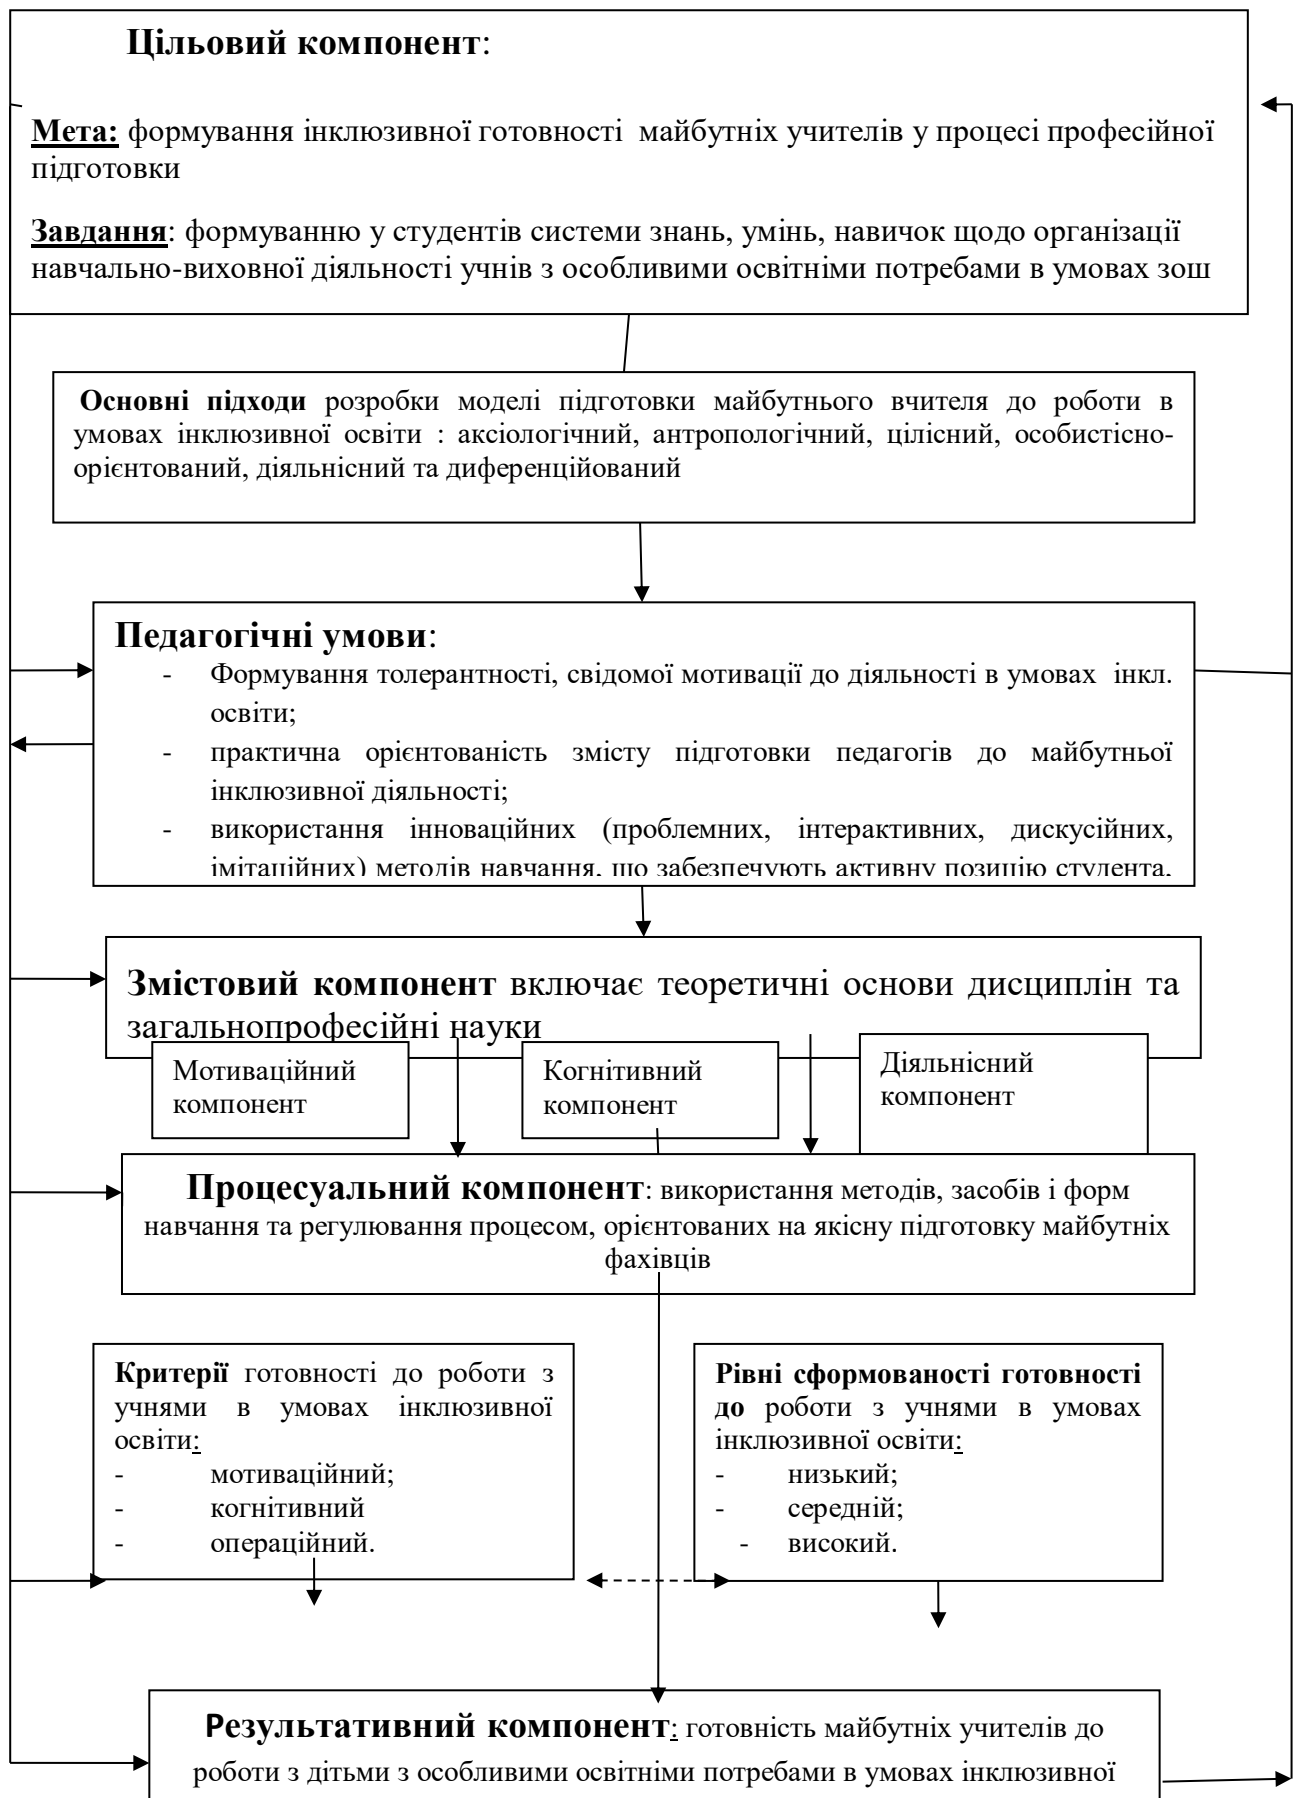 Цільовий компонент:
Мета: формування інклюзивної готовності майбутніх учителів у процесі професійної
підготовки
Завдання: формуванню у студентів системи знань, умінь, навичок щодо організації
навчально-виховної діяльності учнів з особливими освітніми потребами в умовах зош
Основні підходи розробки моделі підготовки майбутнього вчителя до роботи в
умовах інклюзивної освіти : аксіологічний, антропологічний, цілісний, особистісно-
орієнтований, діяльнісний та диференційований
Педагогічні умови:
- Формування толерантності, свідомої мотивації до діяльності в умовах інкл.
освіти;
- практична орієнтованість змісту підготовки педагогів до майбутньої
інклюзивної діяльності;
- використання інноваційних (проблемних, інтерактивних, дискусійних,
імітаційних) методів навчання, що забезпечують активну позицію студента,
Змістовий компонент включає теоретичні основи дисциплін та
загальнопрофесійні науки
Мотиваційний
компонент
Когнітивний
компонент
Діяльнісний
компонент
Процесуальний компонент: використання методів, засобів і форм
навчання та регулювання процесом, орієнтованих на якісну підготовку майбутніх
фахівців
Критерії готовності до роботи з
учнями в умовах інклюзивної
освіти:
- мотиваційний;
- когнітивний
- операційний.
Рівні сформованості готовності
до роботи з учнями в умовах
інклюзивної освіти:
- низький;
- середній;
- високий.
Результативний компонент: готовність майбутніх учителів до
роботи з дітьми з особливими освітніми потребами в умовах інклюзивної